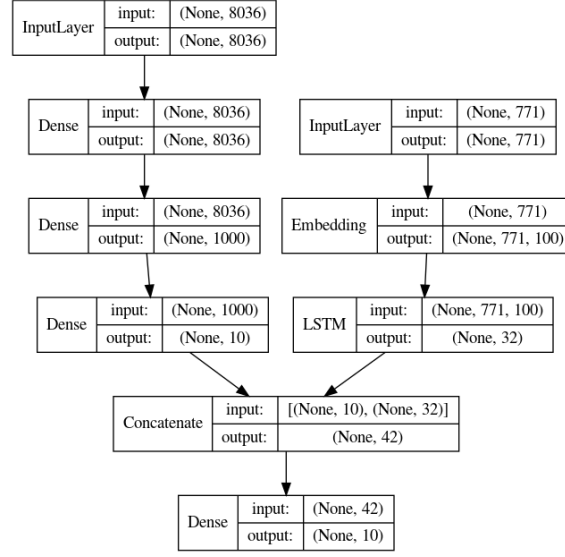 InputLayer input: (None, 8036)
output: (None, 8036)
Dense input: (None, 8036)
output: (None, 8036)
InputLayer input: (None, 771)
output: (None, 771)
Dense input: (None, 8036)
output: (None, 1000)
Embedding input: (None, 771)
output: (None, 771, 100)
Dense input: (None, 1000)
output: (None, 10)
LSTM input: (None, 771, 100)
output: (None, 32)
Concatenate input: [(None, 10), (None, 32)]
output: (None, 42)
Dense input: (None, 42)
output: (None, 10)